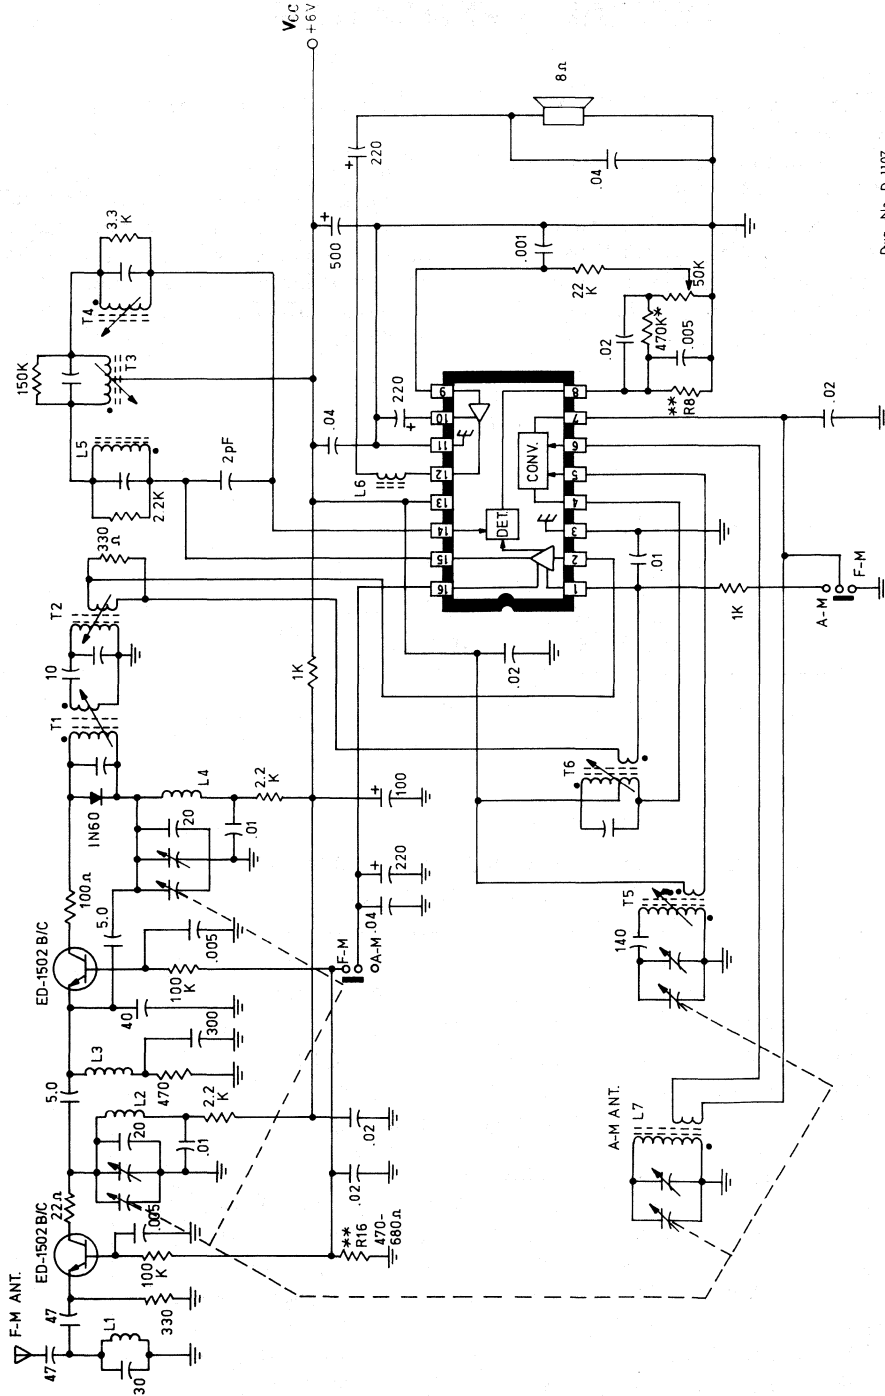 F-M ANT.
47
47
L1
30
330
ED-1502 B/C
22Ω
100
K
.005
20
L2
.01
2.2
K
**
R16
470-
680Ω
.02
.02
5.0
L3
470
300
40
ED-1502 B/C
100Ω
5.0
100
K
.005
F-M
A-M
.04
+
220
+
100
1N60
20
L4
.01
2.2
K
1K
T1
10
T2
330
Ω
L5
2.2K
2pF
150K
T3
T4
3.3
K
VCC
+6V
+
500
.04
220
+
L6
+
220
.04
8Ω
.001
22
K
50K
.02
470K*
.005
**
R8
16
15
14
13
12
11
10
9
1
2
3
4
5
6
7
8
DET.
CONV.
.02
.01
1K
A-M
F-M
.02
T6
T5
140
A-M ANT.
L7